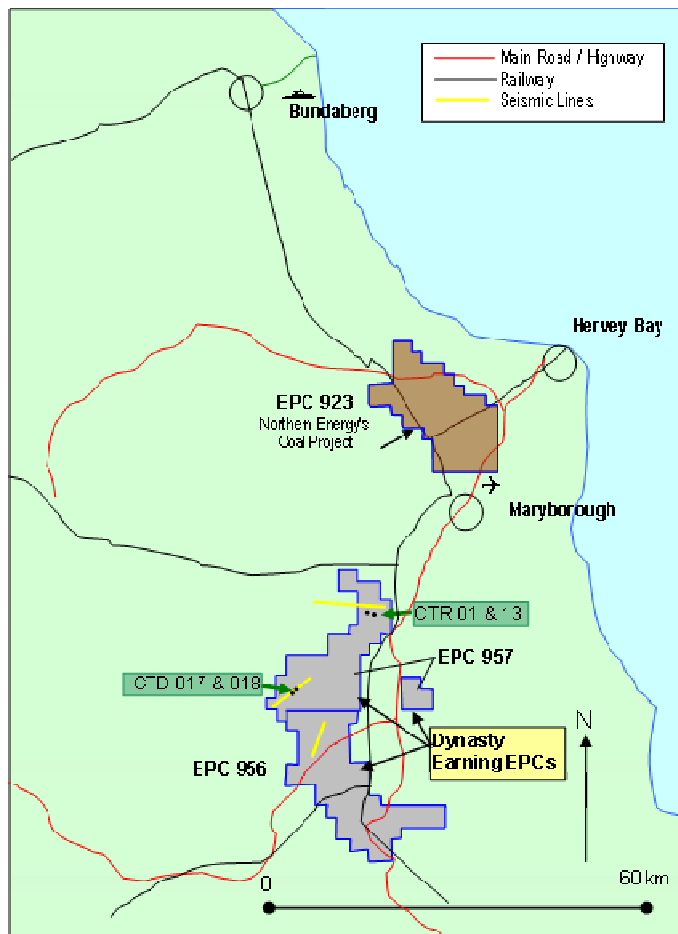 Main Road / Highway
Railway
Seismic Lines
Bundaberg
Hervey Bay
EPC 923
Northen Energy's
Coal Project
Maryborough
CTR 01 & 13
EPC 957
CTD 017 & 018
Dynasty
Earning EPCs
N
EPC 956
0
60 km